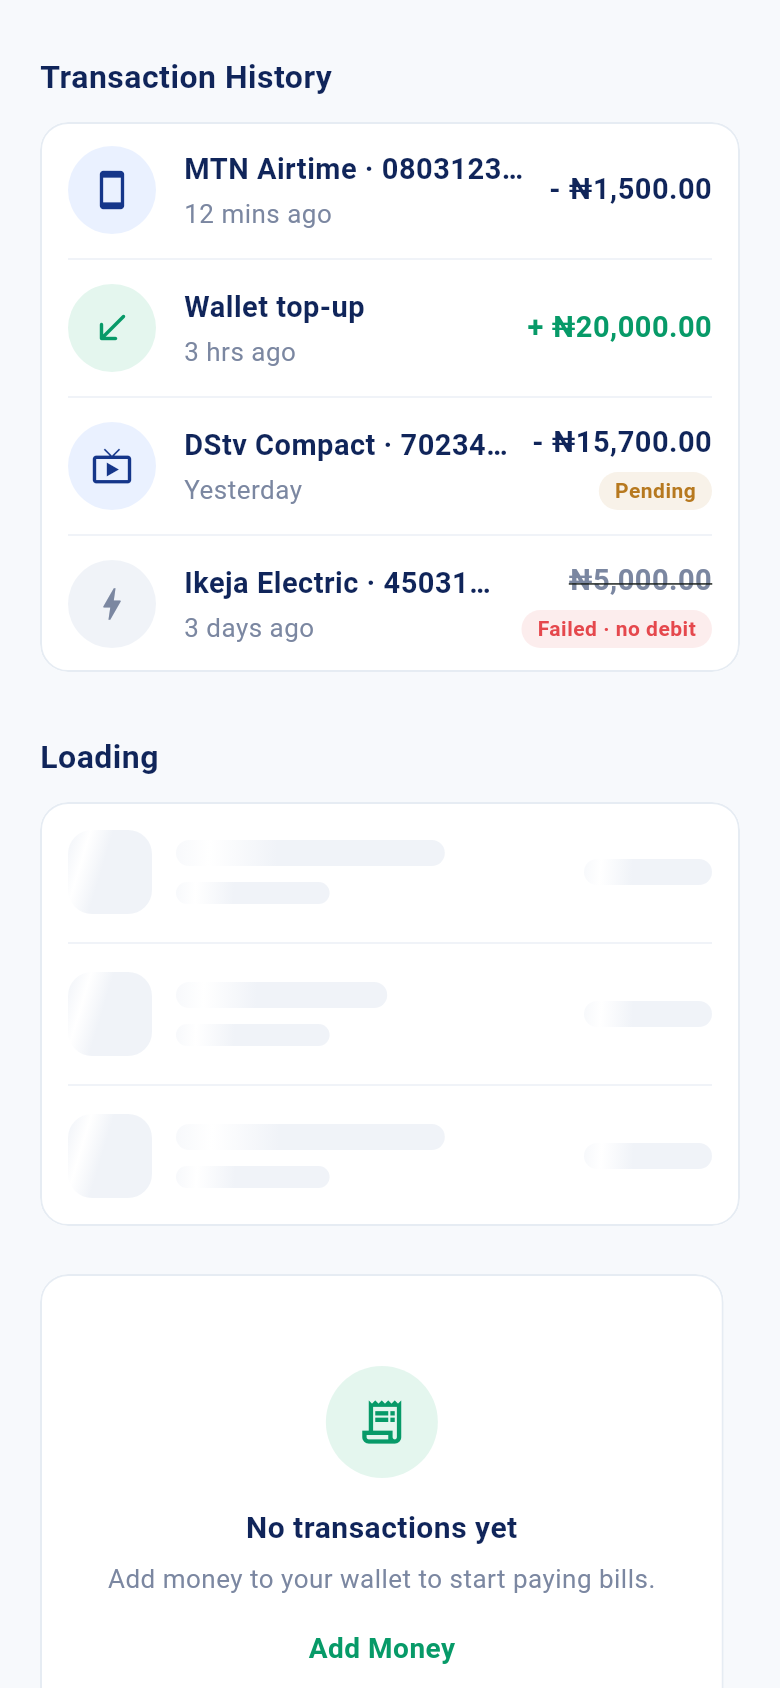 Transaction History
MTN Airtime · 0803123...
- ₦1,500.00
12 mins ago
Wallet top-up
+ ₦20,000.00
3 hrs ago
DStv Compact · 70234...
- ₦15,700.00
Yesterday
Pending
Ikeja Electric · 45031...
₦5,000.00
3 days ago
Failed · no debit
Loading
No transactions yet
Add money to your wallet to start paying bills.
Add Money